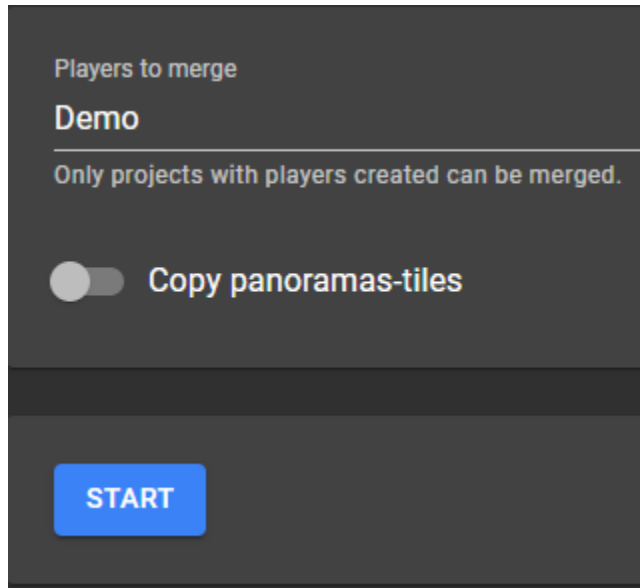 Players to merge
Demo
Only projects with players created can be merged.
Copy panoramas-tiles
START